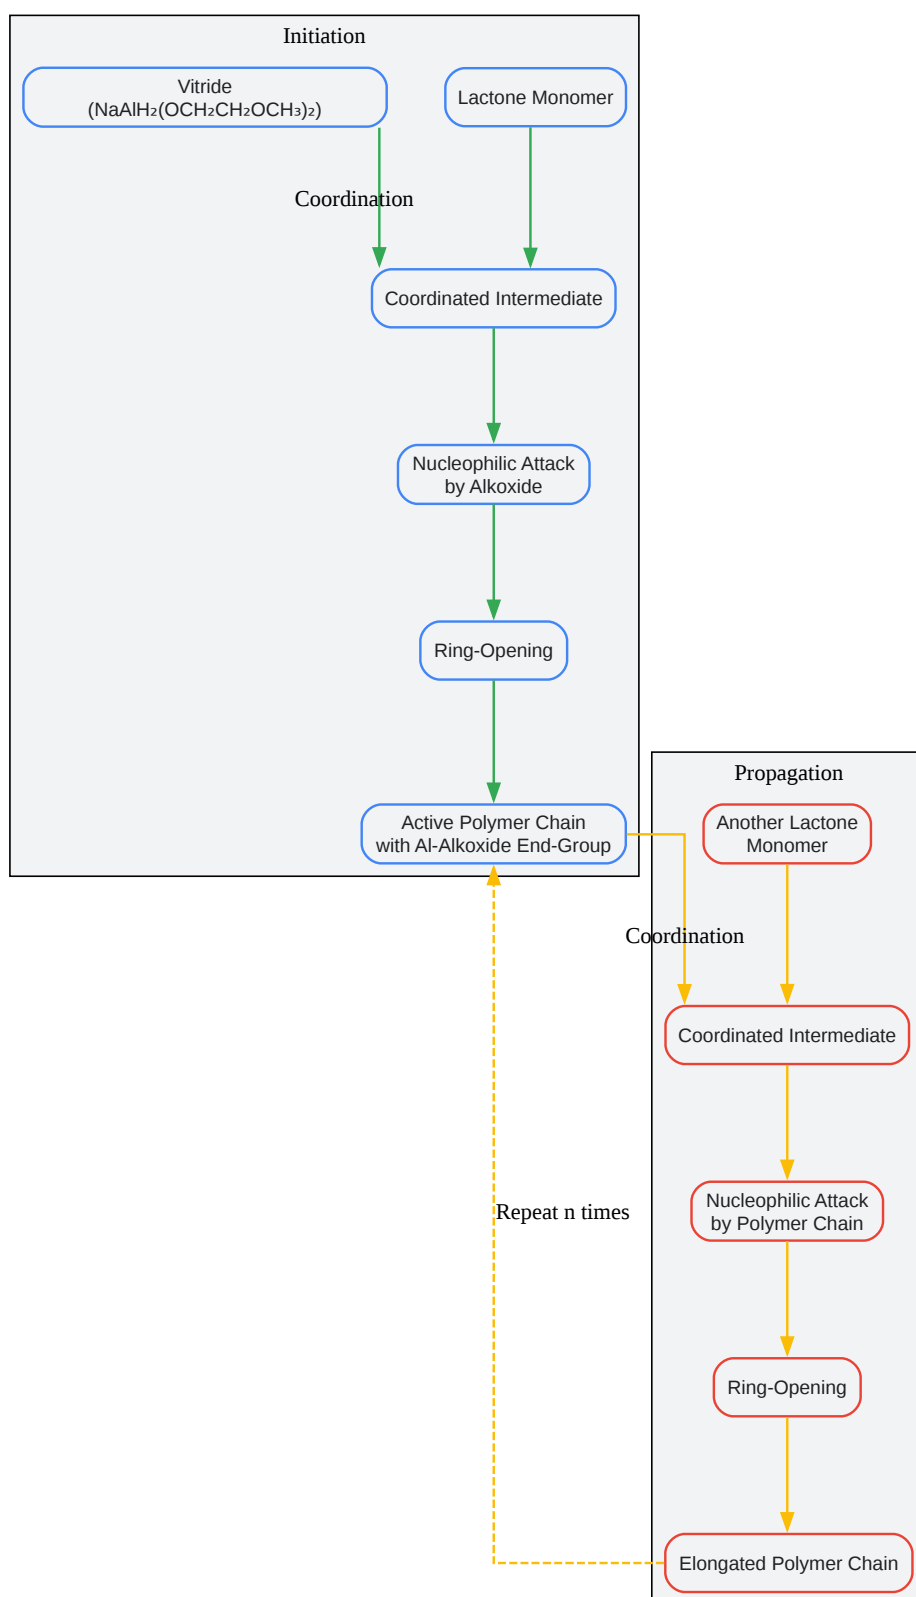 Initiation
Vitride
(NaAlH₂(OCH₂CH₂OCH₃)₂)
Lactone Monomer
Coordination
Coordinated Intermediate
Nucleophilic Attack
by Alkoxide
Ring-Opening
Active Polymer Chain
with Al-Alkoxide End-Group
Propagation
Another Lactone
Monomer
Coordination
Coordinated Intermediate
Nucleophilic Attack
by Polymer Chain
Repeat n times
Ring-Opening
Elongated Polymer Chain